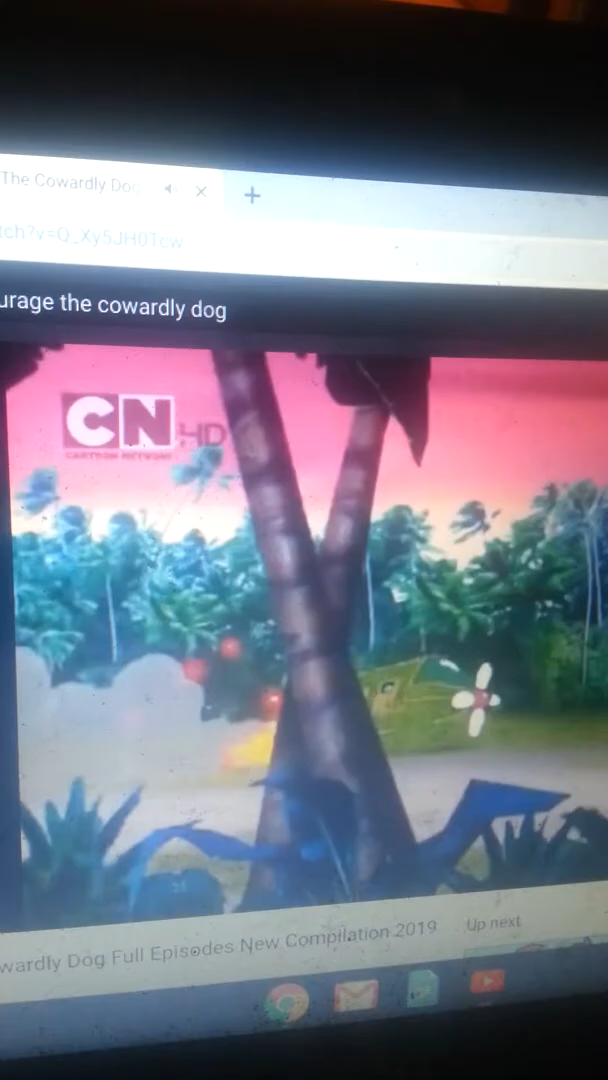 The Cowardly Dog
tch?v=Q_Xy5JH0Tcw
urage the cowardly dog
CN HD
CARTOON NETWORK
wardly Dog Full Episodes New Compilation 2019
Up next